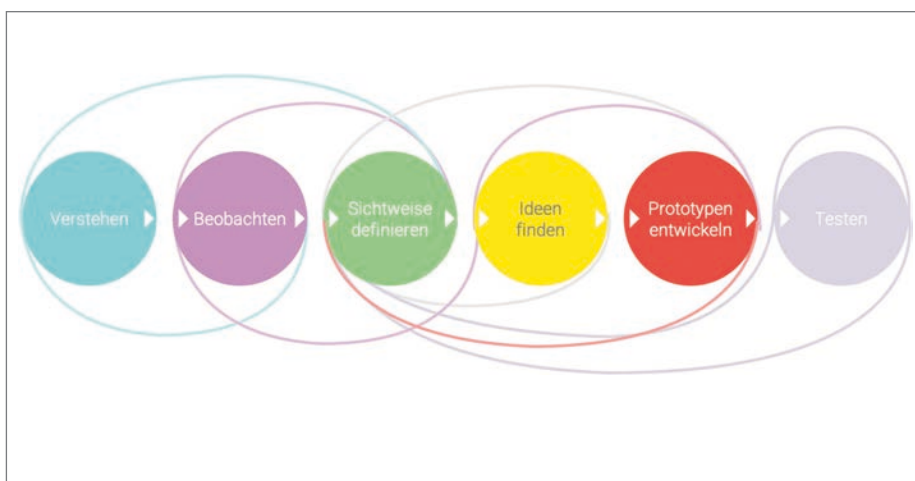 Verstehen
Beobachten
Sichtweise
definieren
Ideen
finden
Prototypen
entwickeln
Testen